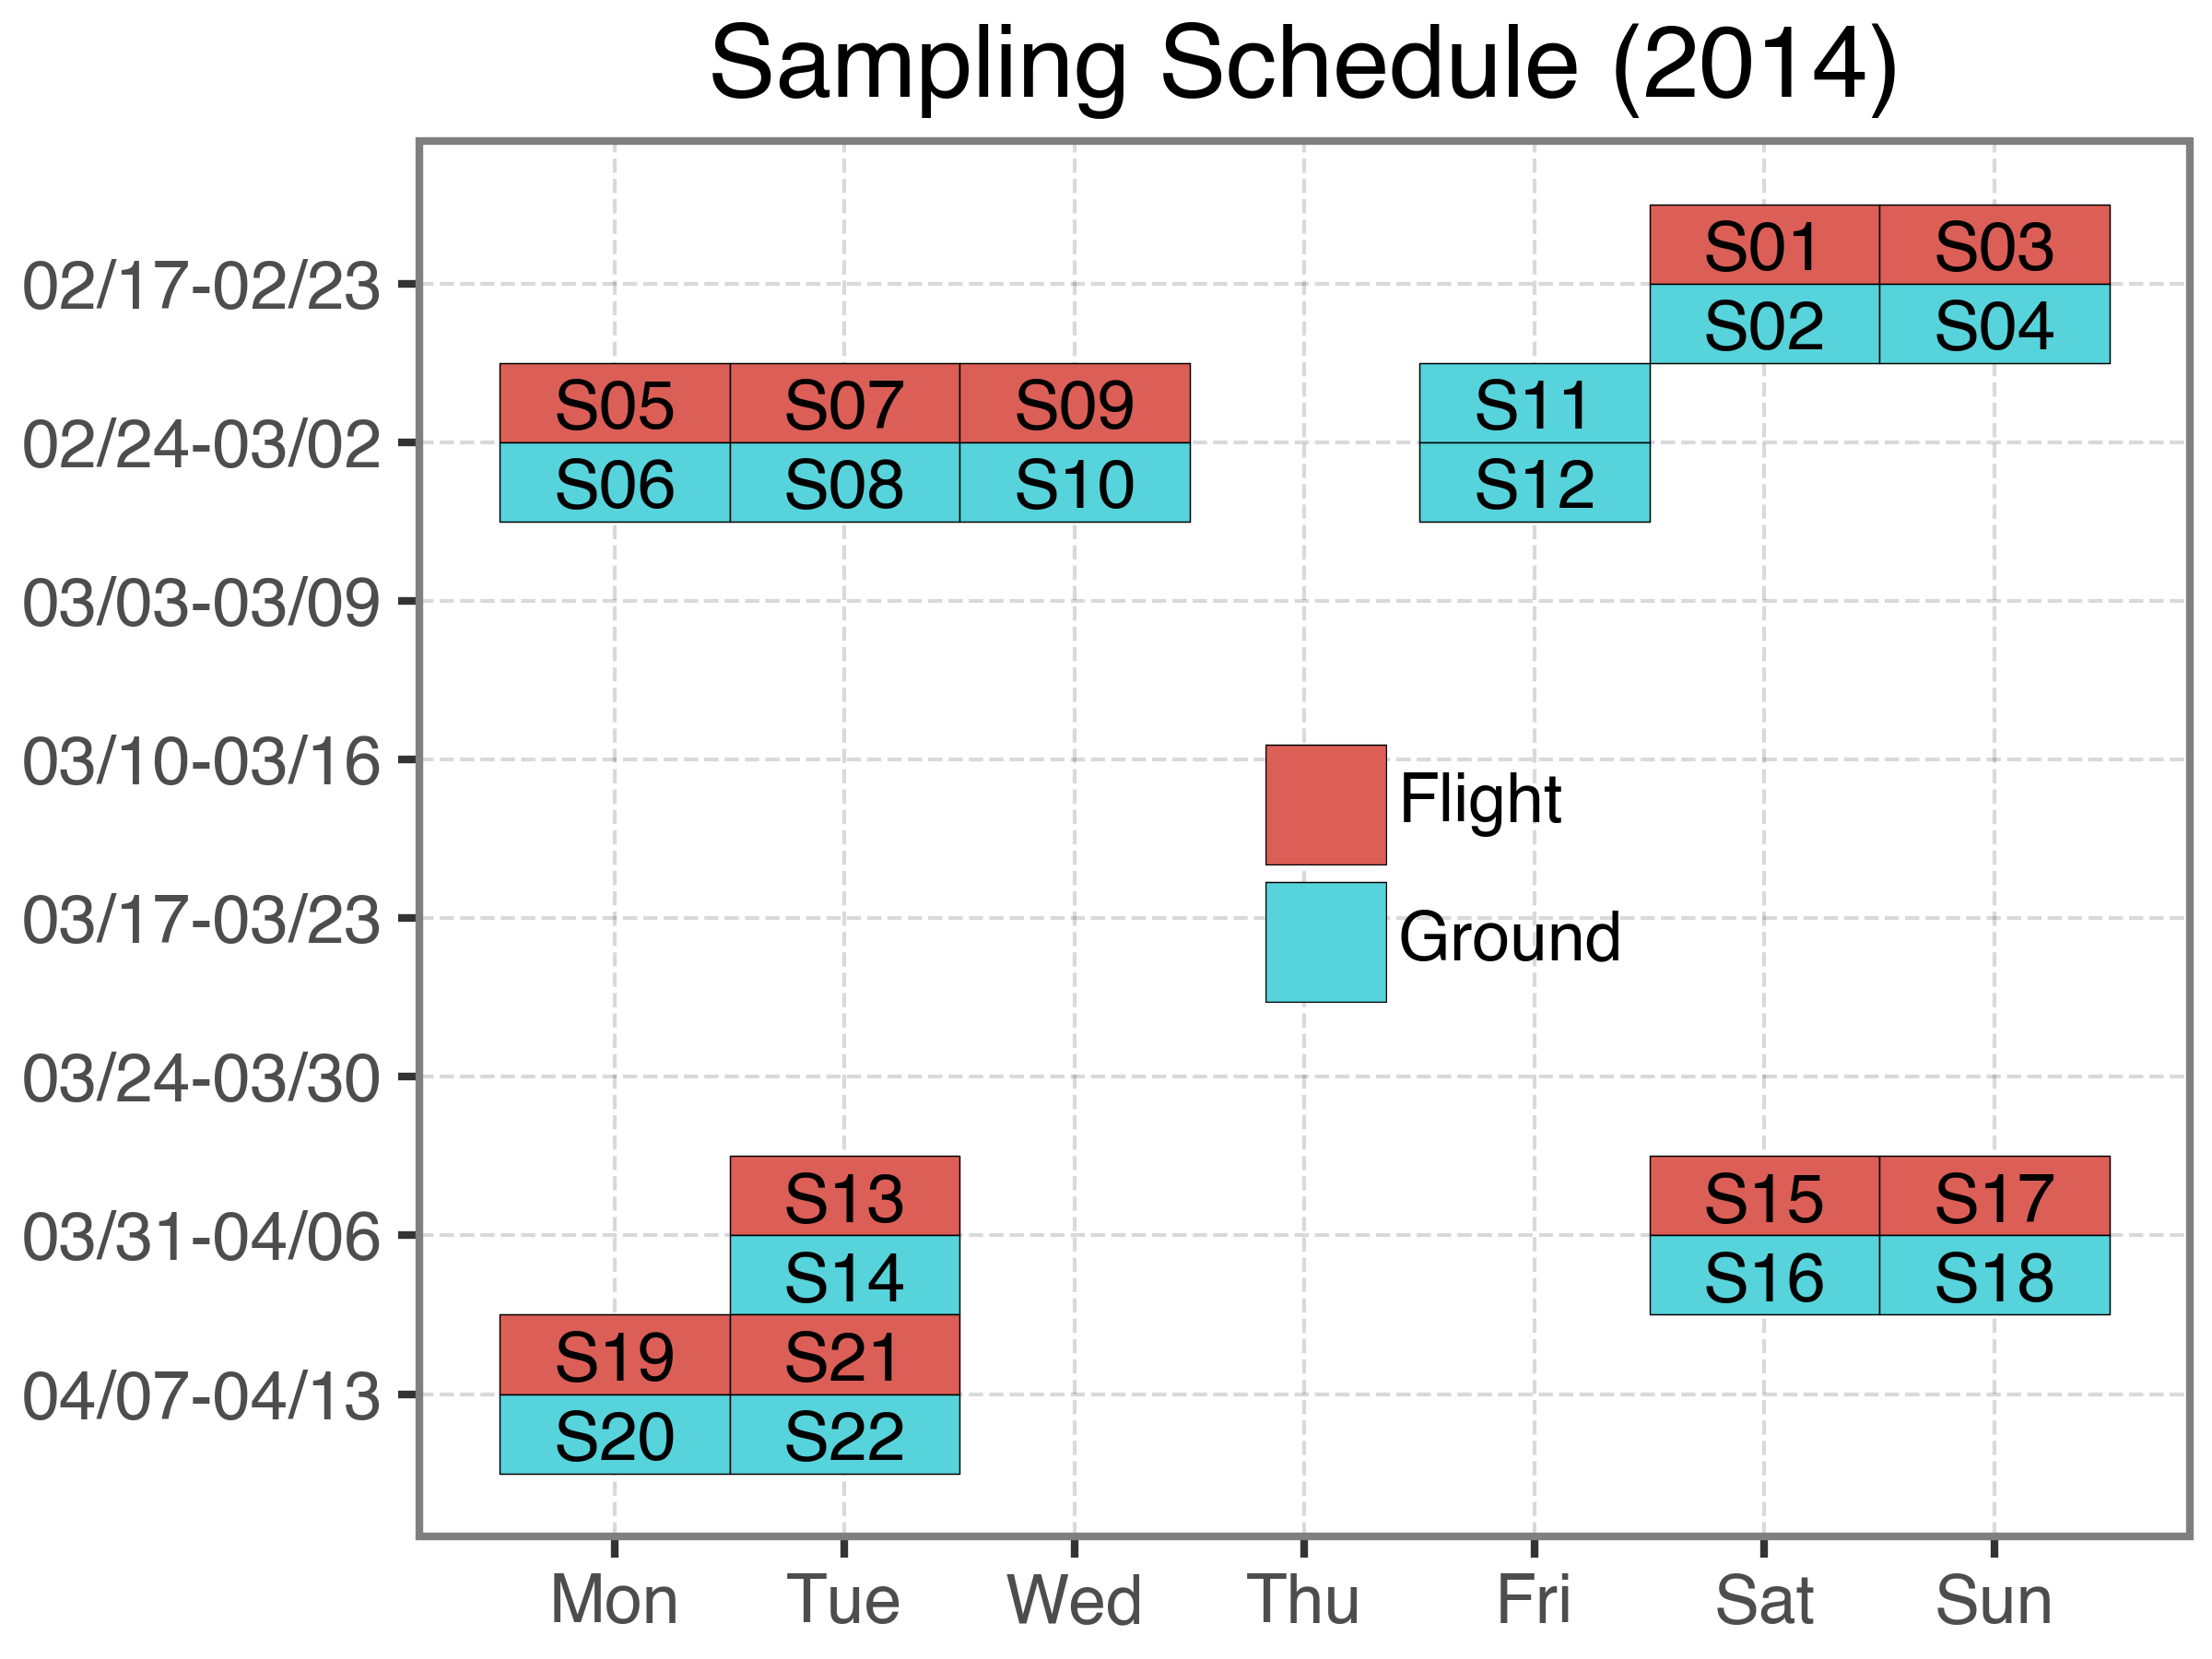 Sampling Schedule (2014)
02/17-02/23
S01 S03
S02 S04
02/24-03/02
S05 S07 S09 S11
S06 S08 S10 S12
03/03-03/09
03/10-03/16
Flight
03/17-03/23
Ground
03/24-03/30
03/31-04/06
S13 S15 S17
S14 S16 S18
04/07-04/13
S19 S21
S20 S22
Mon Tue Wed Thu Fri Sat Sun